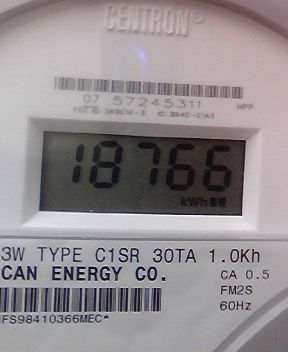 CENTRON®
07 57245311
HPP
18766
kWh
3W TYPE C1SR 30TA 1.0Kh
CAN ENERGY CO.
CA 0.5
FM2S
60Hz
FS98410366MEC*